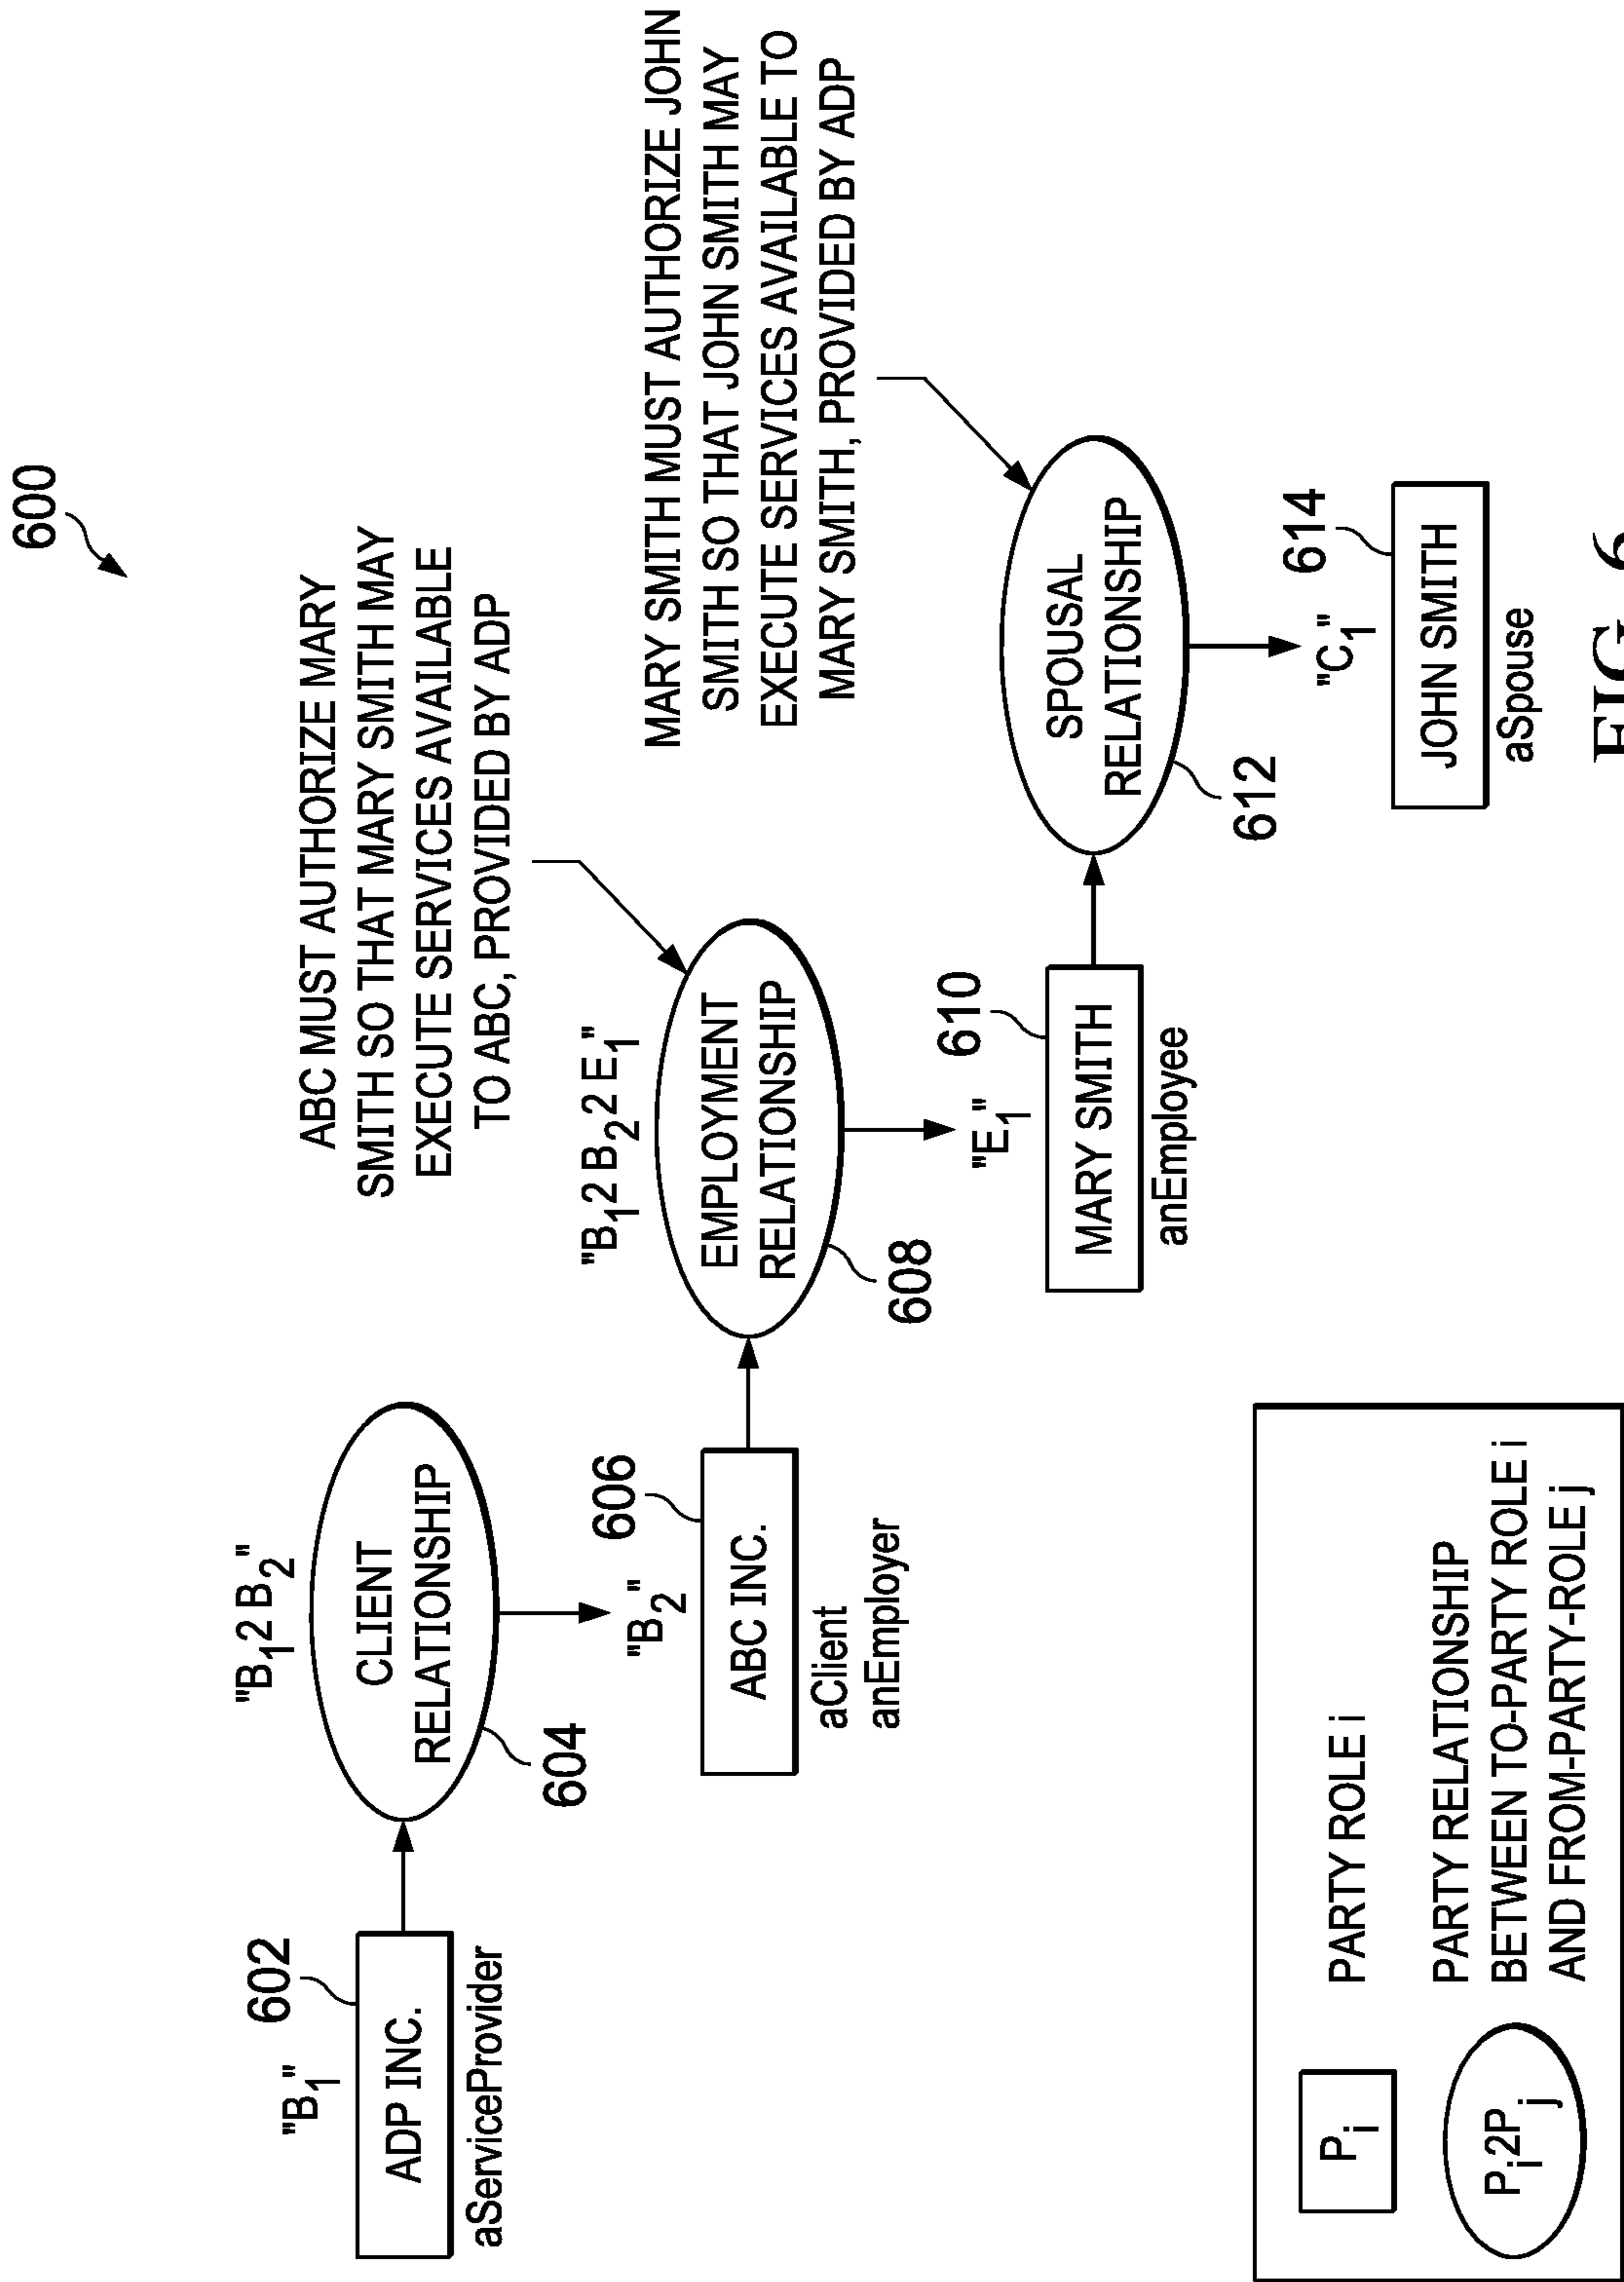 600
"B₁"
602
ADP INC.
aServiceProvider
"B₁2 B₂"
CLIENT
RELATIONSHIP
604
"B₂"
606
ABC INC.
aClient
anEmployer
ABC MUST AUTHORIZE MARY
SMITH SO THAT MARY SMITH MAY
EXECUTE SERVICES AVAILABLE
TO ABC, PROVIDED BY ADP
"B₁2 B₂2 E₁"
EMPLOYMENT
RELATIONSHIP
608
"E₁"
610
MARY SMITH
anEmployee
MARY SMITH MUST AUTHORIZE JOHN
SMITH SO THAT JOHN SMITH MAY
EXECUTE SERVICES AVAILABLE TO
MARY SMITH, PROVIDED BY ADP
SPOUSAL
RELATIONSHIP
612
"C₁"
614
JOHN SMITH
aSpouse
Pᵢ
PARTY ROLE i
Pᵢ2Pⱼ
PARTY RELATIONSHIP
BETWEEN TO-PARTY ROLE i
AND FROM-PARTY-ROLE j
FIG. 6